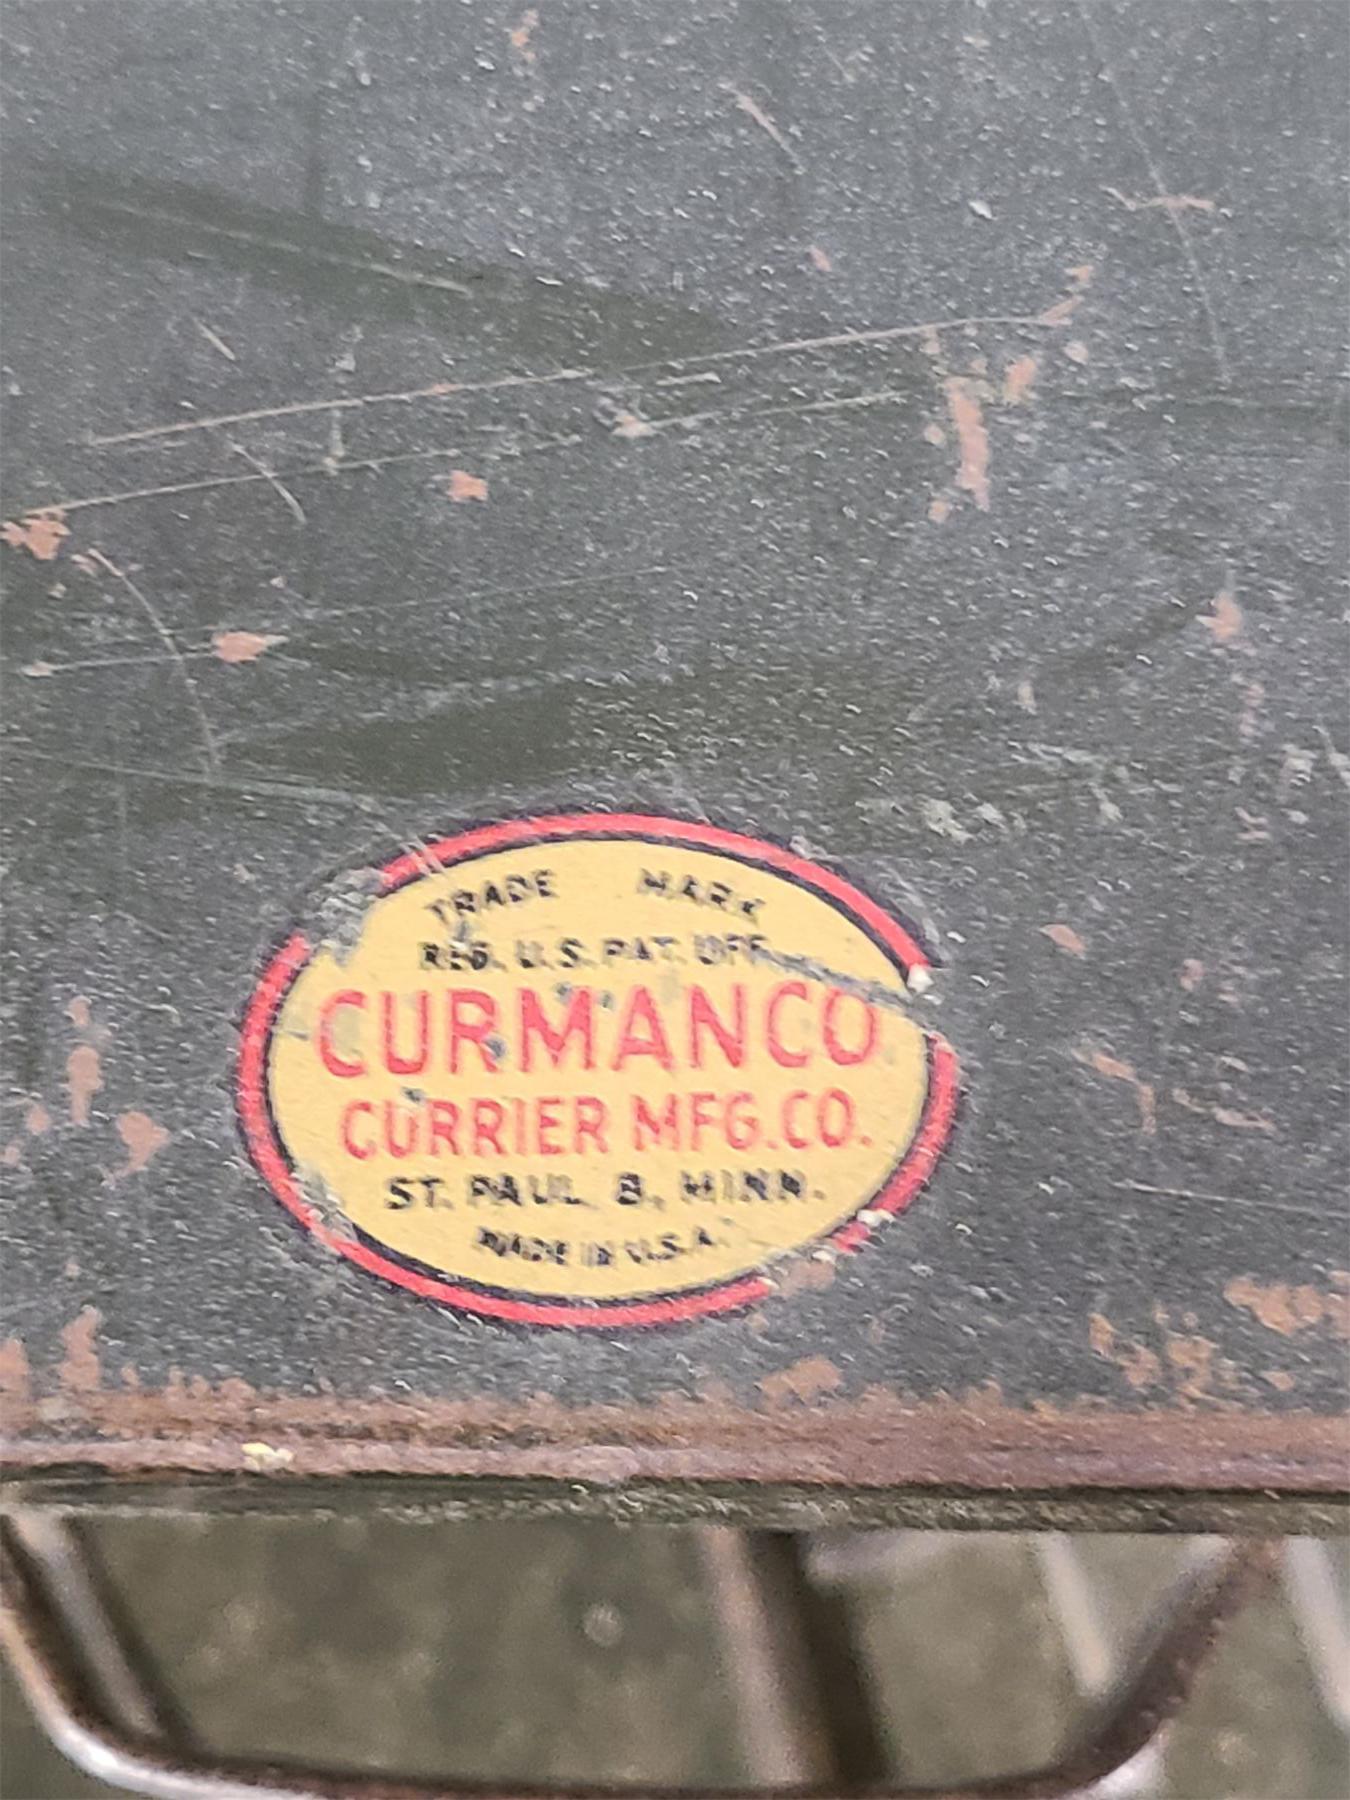 TRADE MARK
REG. U.S. PAT. OFF.
CURMANCO
CURRIER MFG. CO.
ST. PAUL 8, MINN.
MADE IN U.S.A.